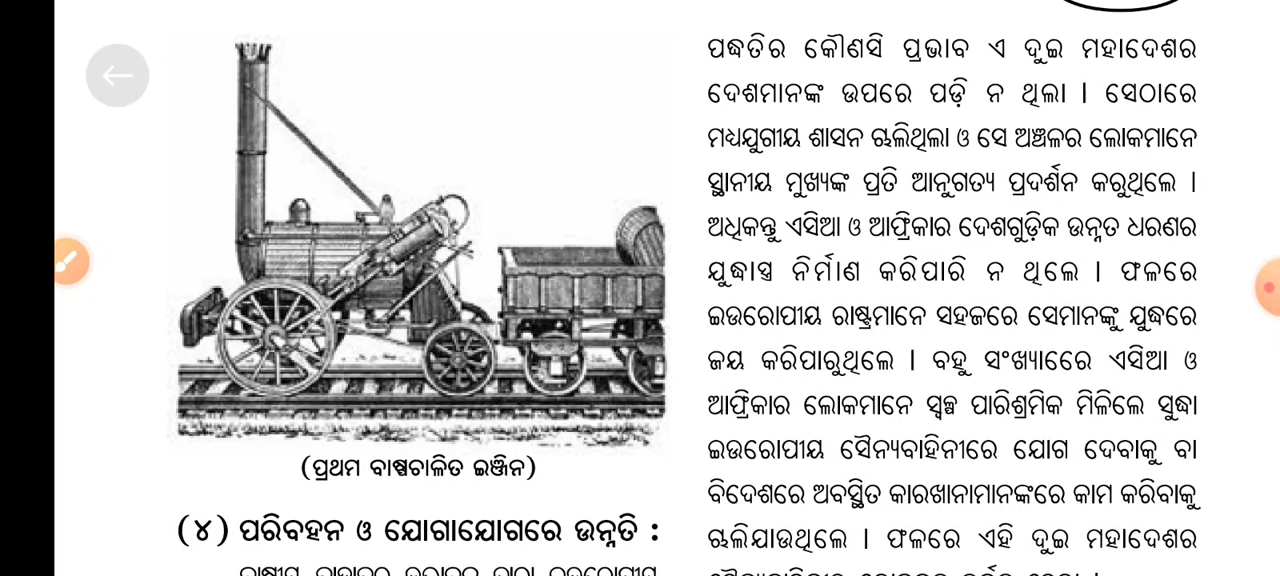 (ପ୍ରଥମ ବାଷ୍ପଚାଳିତ ଇଞ୍ଜିନ)
(୪) ପରିବହନ ଓ ଯୋଗାଯୋଗରେ ଉନ୍ନତି :
ପଦ୍ଧତିର କୌଣସି ପ୍ରଭାବ ଏ ଦୁଇ ମହାଦେଶର
ଦେଶମାନଙ୍କ ଉପରେ ପଡ଼ି ନ ଥିଲା ।  ସେଠାରେ
ମଧ୍ୟଯୁଗୀୟ ଶାସନ ଚାଲିଥିଲା ଓ ସେ ଅଞ୍ଚଳର ଲୋକମାନେ
ସ୍ଥାନୀୟ ମୁଖ୍ୟଙ୍କ ପ୍ରତି ଆନୁଗତ୍ୟ ପ୍ରଦର୍ଶନ କରୁଥିଲେ ।
ଅଧିକନ୍ତୁ ଏସିଆ ଓ ଆଫ୍ରିକାର ଦେଶଗୁଡ଼ିକ ଉନ୍ନତ ଧରଣର
ଯୁଦ୍ଧାସ୍ତ୍ର ନିର୍ମାଣ କରିପାରି ନ ଥିଲେ । ଫଳରେ
ଇଉରୋପୀୟ ରାଷ୍ଟ୍ରମାନେ ସହଜରେ ସେମାନଙ୍କୁ ଯୁଦ୍ଧରେ
ଜୟ କରିପାରୁଥିଲେ । ବହୁ ସଂଖ୍ୟାରେ ଏସିଆ ଓ
ଆଫ୍ରିକାର ଲୋକମାନେ ସ୍ୱଳ୍ପ ପାରିଶ୍ରମିକ ମିଳିଲେ ସୁଦ୍ଧା
ଇଉରୋପୀୟ ସୈନ୍ୟବାହିନୀରେ ଯୋଗ ଦେବାକୁ ବା
ବିଦେଶରେ ଅବସ୍ଥିତ କାରଖାନାମାନଙ୍କରେ କାମ କରିବାକୁ
ଚାଲିଯାଉଥିଲେ । ଫଳରେ ଏହି ଦୁଇ ମହାଦେଶର